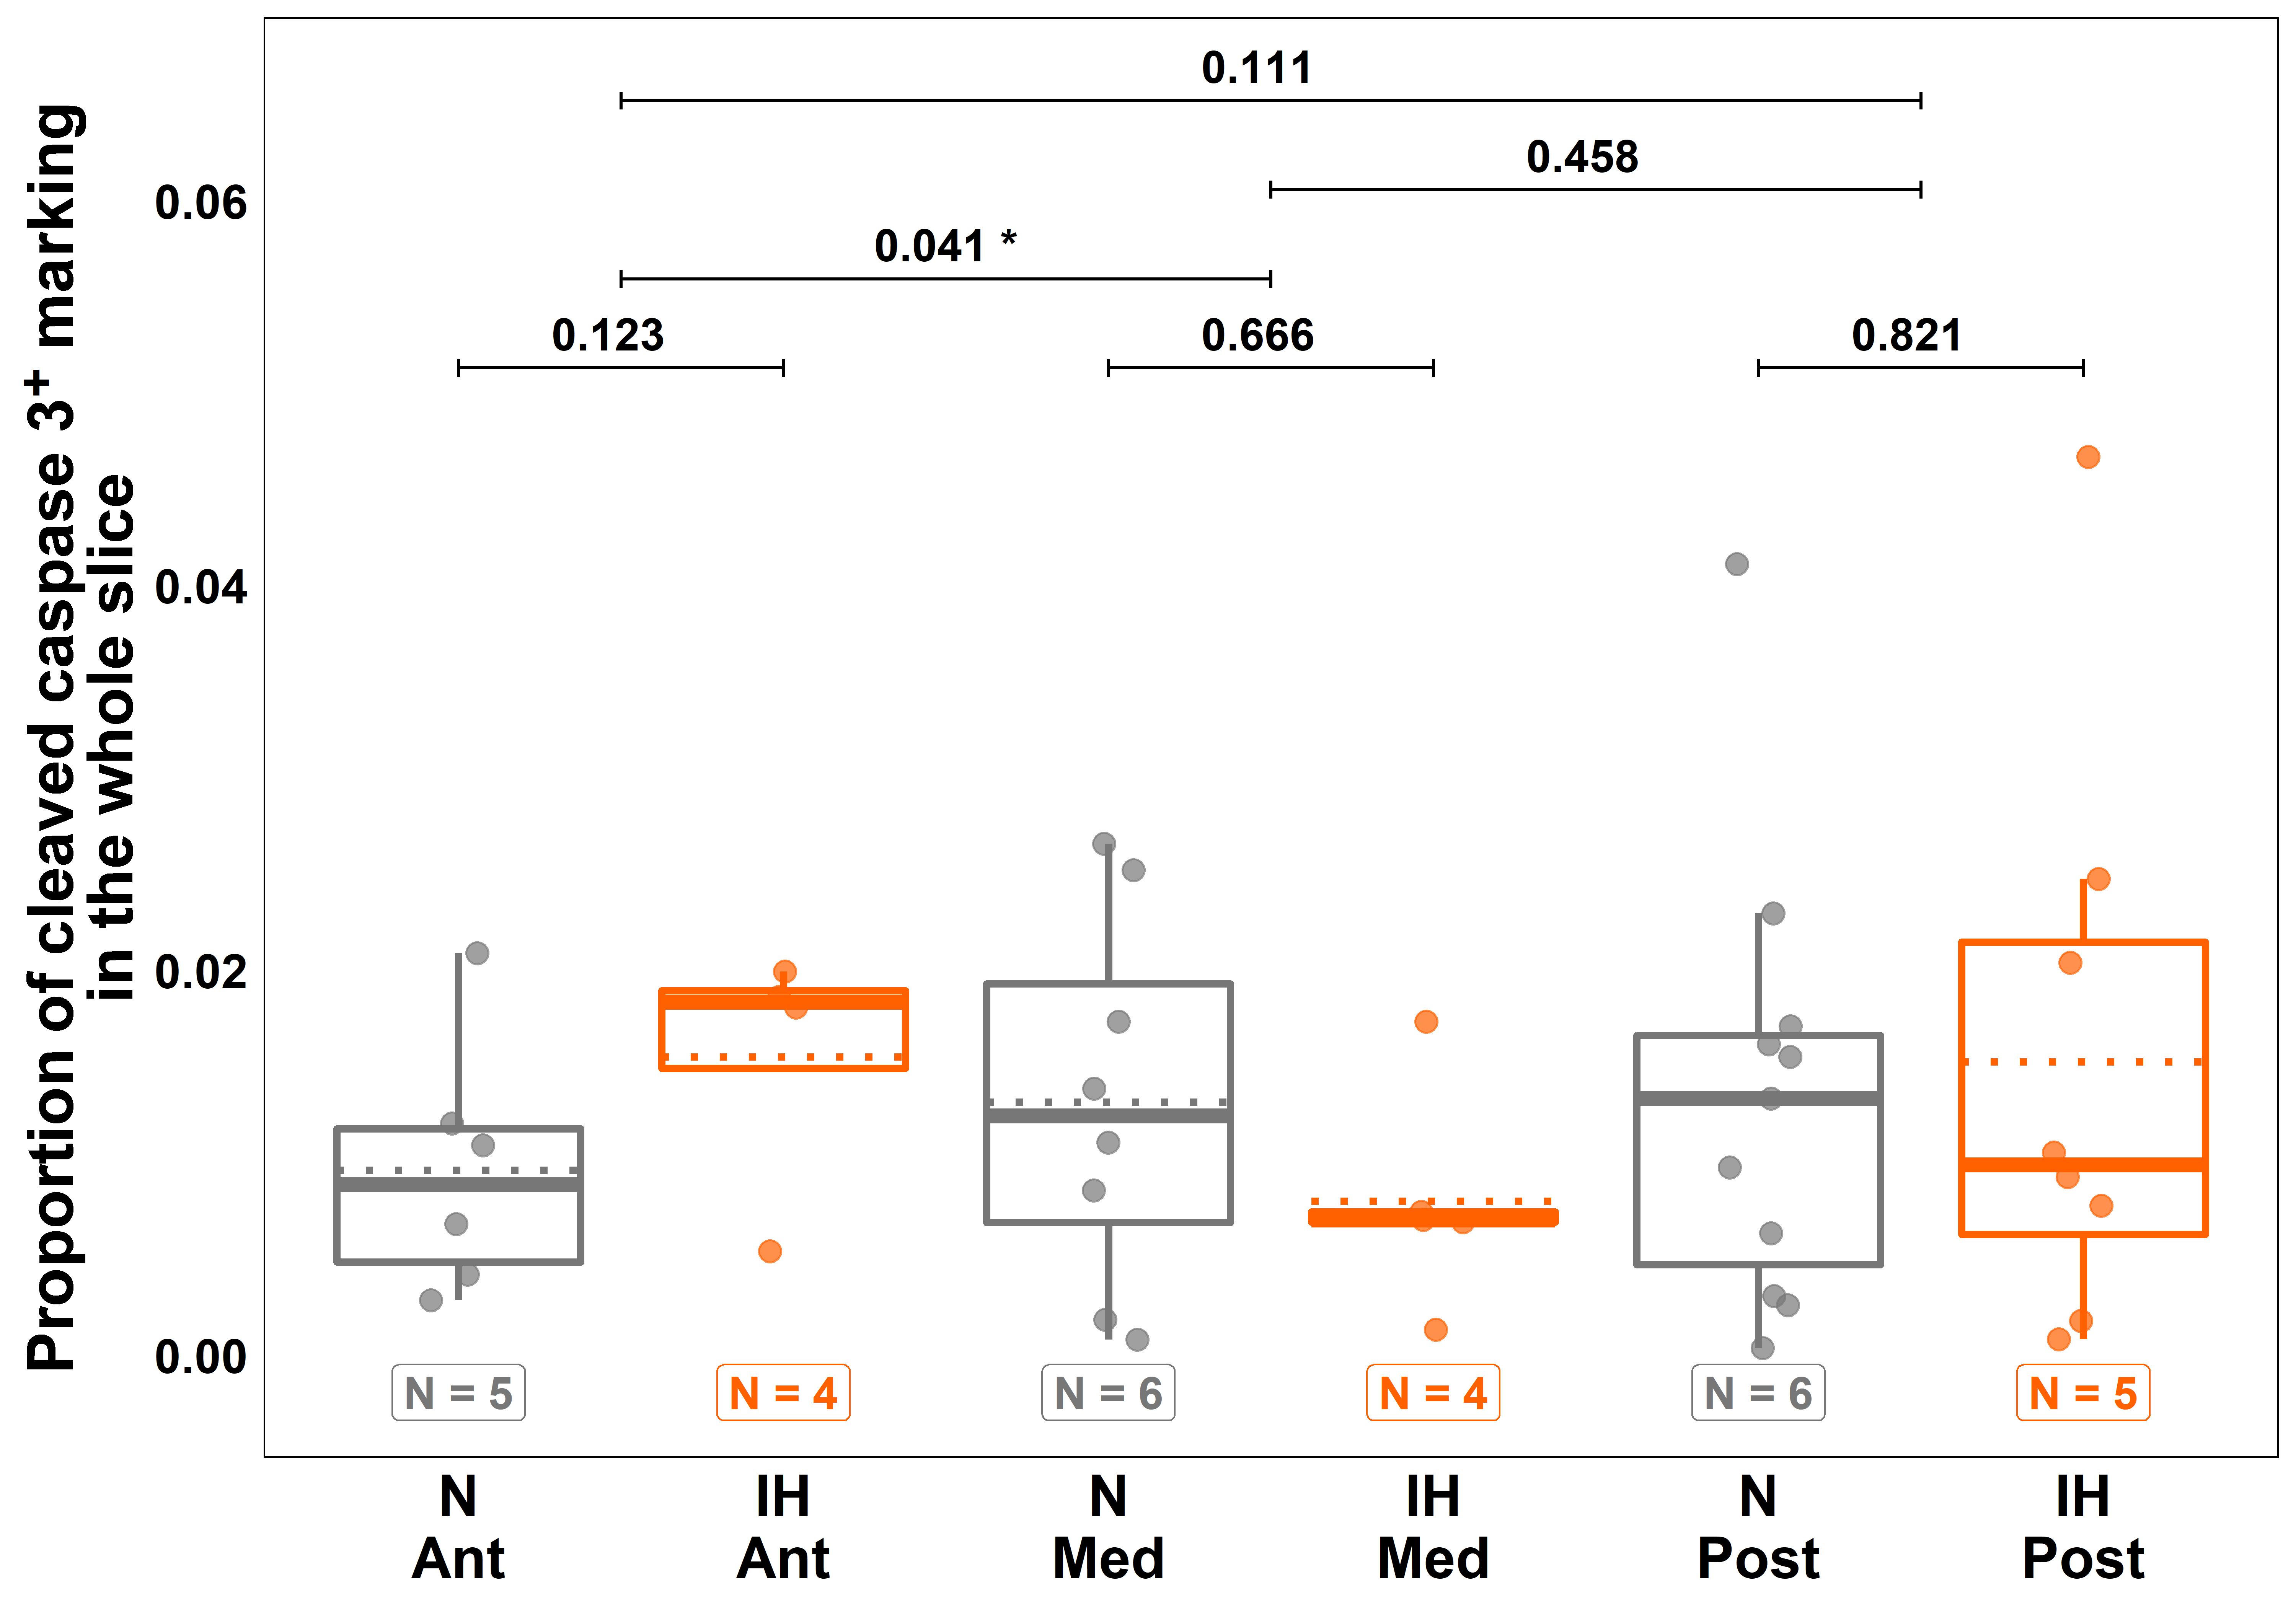 Proportion of cleaved caspase 3⁺ marking
in the whole slice
0.06
0.04
0.02
0.00
0.111
0.458
0.041 *
0.123
0.666
0.821
N = 5
N = 4
N = 6
N = 4
N = 6
N = 5
N
Ant
IH
Ant
N
Med
IH
Med
N
Post
IH
Post